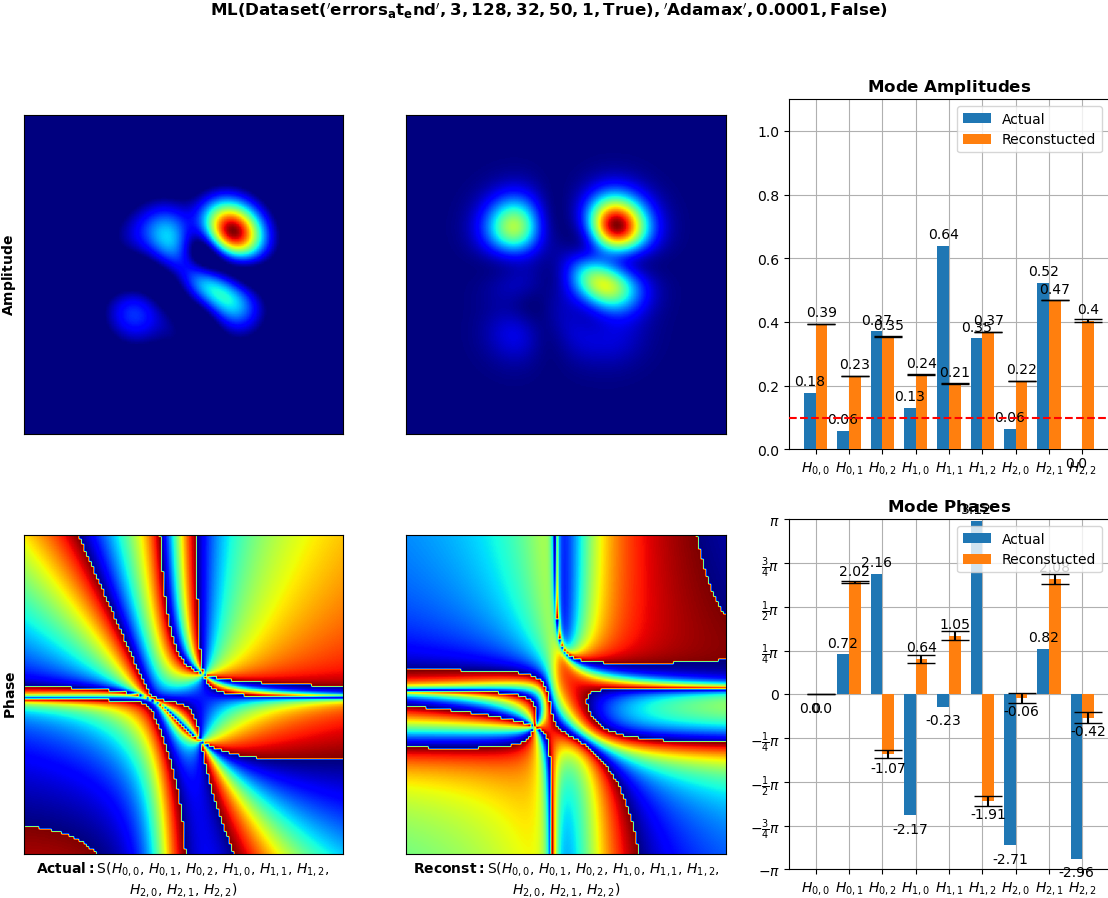 ML(Dataset('errors_at_end', 3, 128, 32, 50, 1, True), 'Adamax', 0.0001, False)
Amplitude
Mode Amplitudes
Actual
Reconstucted
1.0
0.8
0.6
0.4
0.2
0.0
0.18
0.39
0.06
0.23
0.37
0.35
0.13
0.24
0.64
0.21
0.35
0.37
0.06
0.22
0.52
0.47
0.0
0.4
H0,0 H0,1 H0,2 H1,0 H1,1 H1,2 H2,0 H2,1 H2,2
Phase
Actual: S(H0,0, H0,1, H0,2, H1,0, H1,1, H1,2,
H2,0, H2,1, H2,2)
Reconst: S(H0,0, H0,1, H0,2, H1,0, H1,1, H1,2,
H2,0, H2,1, H2,2)
Mode Phases
Actual
Reconstucted
π
3/4π
1/2π
1/4π
0
−1/4π
−1/2π
−3/4π
−π
0.0
0.0
0.72
2.02
2.16
-1.07
-2.17
0.64
-0.23
1.05
3.12
-1.91
-2.71
-0.06
0.82
2.08
-2.96
-0.42
H0,0 H0,1 H0,2 H1,0 H1,1 H1,2 H2,0 H2,1 H2,2